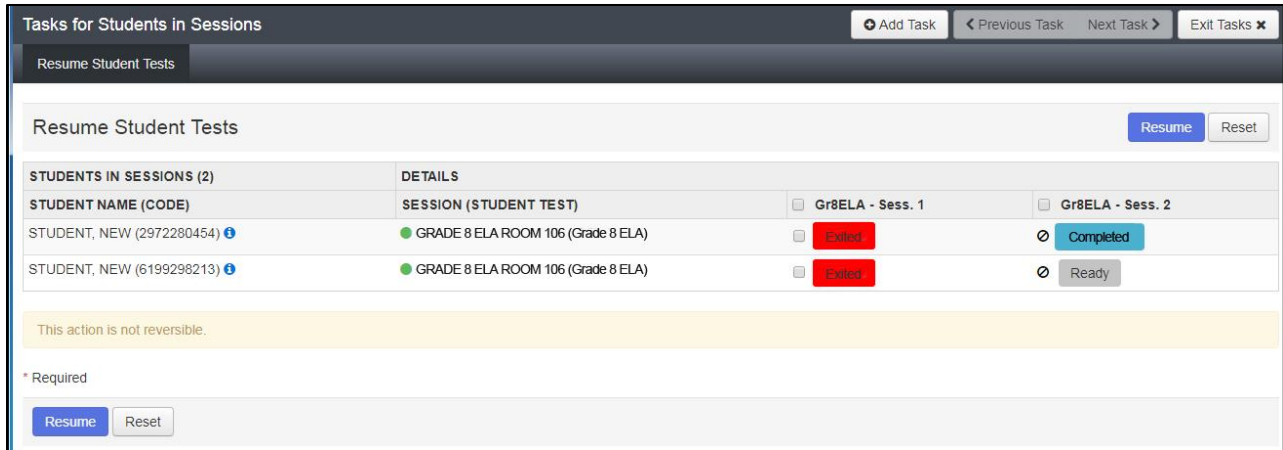 Tasks for Students in Sessions Add Task Previous Task Next Task Exit Tasks
Resume Student Tests
Resume Student Tests Resume Reset
STUDENTS IN SESSIONS (2) DETAILS
STUDENT NAME (CODE) SESSION (STUDENT TEST) Gr8ELA - Sess. 1 Gr8ELA - Sess. 2
STUDENT, NEW (2972280454) GRADE 8 ELA ROOM 106 (Grade 8 ELA) Exited Completed
STUDENT, NEW (6199298213) GRADE 8 ELA ROOM 106 (Grade 8 ELA) Exited Ready
This action is not reversible.
* Required
Resume Reset